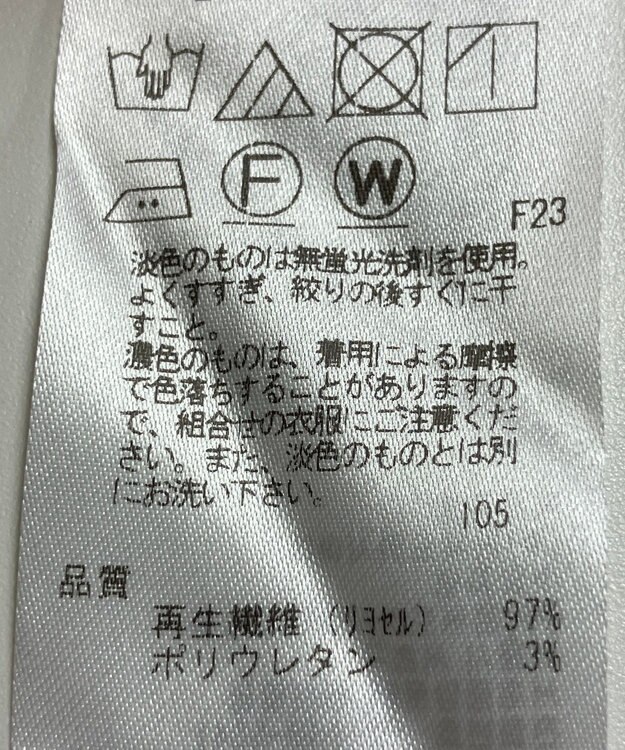 F
W
F23
淡色のものは無蛍光洗剤を使用。
よくすすぎ、絞りの後すぐに干
すこと。
濃色のものは、着用による摩擦
で色落ちすることがありますの
で、組合せの衣服にご注意くだ
さい。また、淡色のものとは別
にお洗い下さい。
105
品質
再生繊維（リヨセル） 97%
ポリウレタン 3%